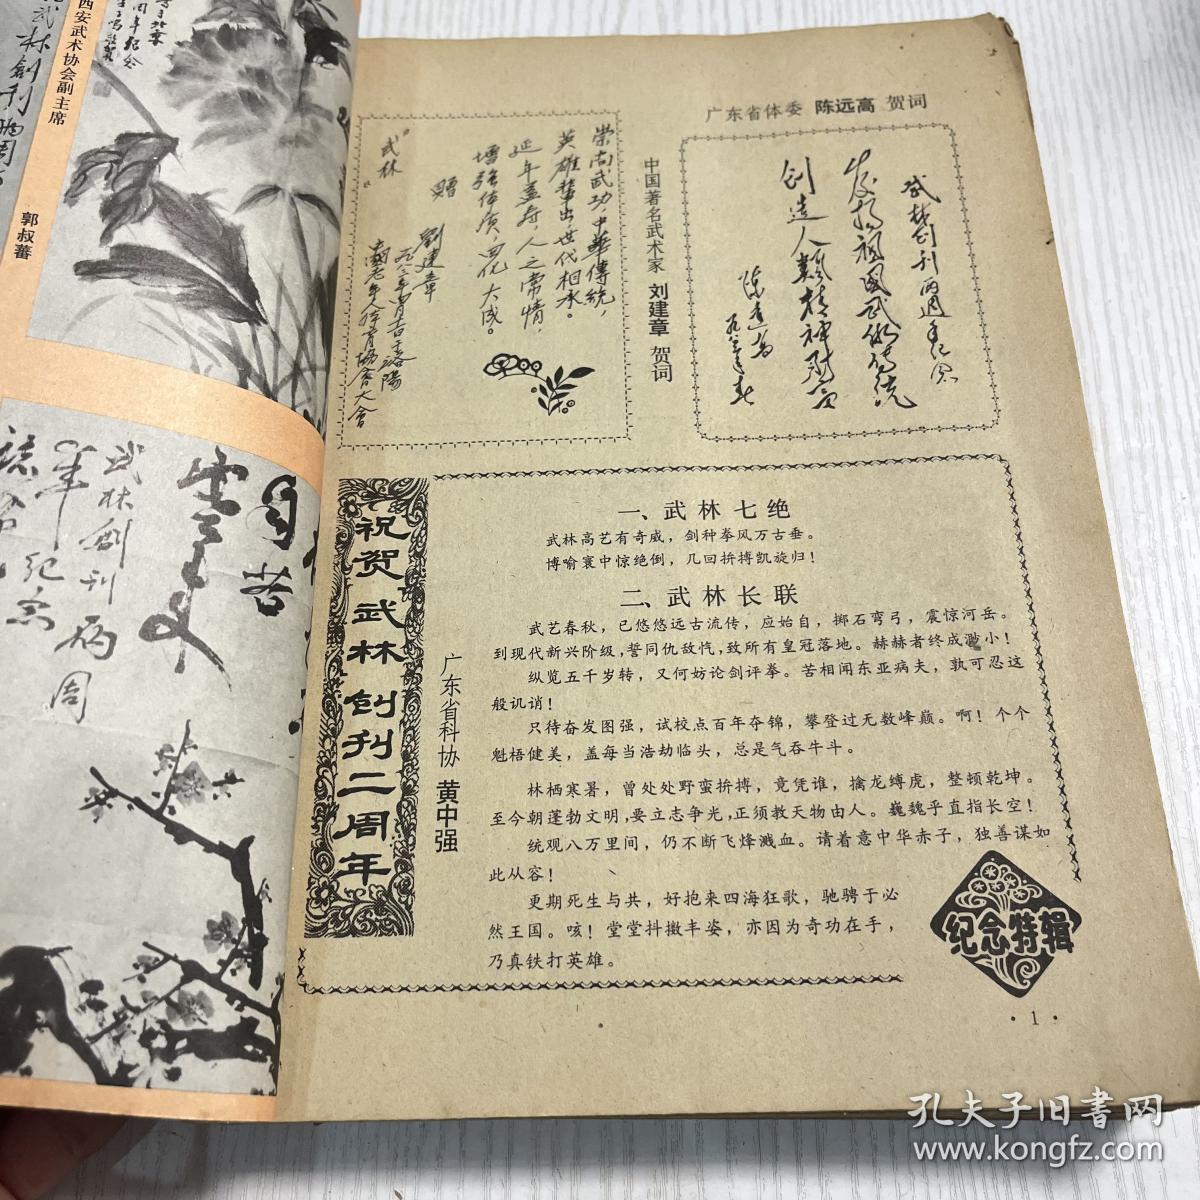 西安武术协会副主席
郭叔蕃
武林創刊两周
年纪念
广东省体委 陈远高 贺词
武林创刊两周年纪念
发扬祖国武术传统
创造人类精神财富
陈远高
一九八三年春
中国著名武术家 刘建章 贺词
崇尚武功中華傳統，
英雄輩出世代相承。
延年益寿，人之常情，
增强体质，四化大成。
贈
“武林”
劉建章
祝贺武林创刊二周年
广东省科协 黄中强
一、武林七绝
武林高艺有奇威，剑种拳风万古垂。
博喻寰中惊绝倒，几回拚搏凯旋归！
二、武林长联
武艺春秋，已悠悠远古流传，应始自，掷石弯弓，震惊河岳。
到现代新兴阶级，誓同仇敌忾，致所有皇冠落地。赫赫者终成渺小！
纵览五千岁转，又何妨论剑评拳。苦相闻东亚病夫，孰可忍这
般讥诮！
只待奋发图强，试校点百年夺锦，攀登过无数峰巅。啊！个个
魁梧健美，盖每当浩劫临头，总是气吞牛斗。
林栖寒暑，曾处处野蛮拚搏，竟凭谁，擒龙缚虎，整顿乾坤。
至今朝蓬勃文明，要立志争光，正须教天物由人。巍巍乎直指长空！
统观八万里间，仍不断飞烽溅血。请着意中华赤子，独善谋如
此从容！
更期死生与共，好抱来四海狂歌，驰骋于必
然王国。咳！堂堂抖擞丰姿，亦因为奇功在手，
乃真铁打英雄。
纪念特辑
·1·
孔夫子旧书网
www.kongfz.com